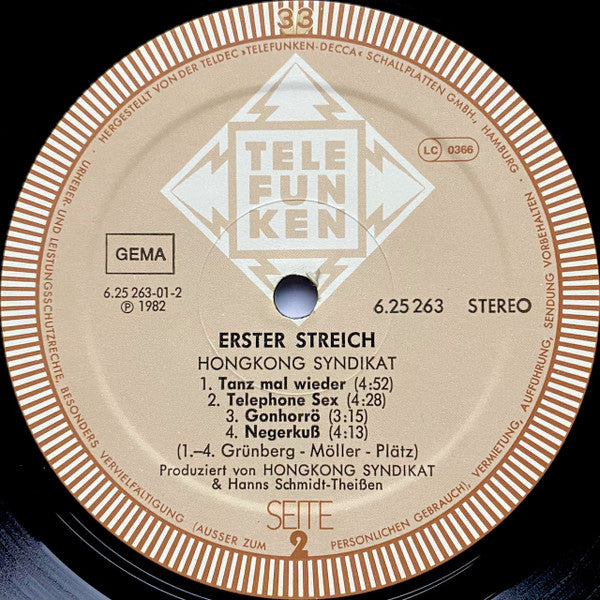 33
HERGESTELLT VON DER TELDEC »TELEFUNKEN-DECCA« SCHALLPLATTEN GMBH, HAMBURG ·
URHEBER- UND LEISTUNGSSCHUTZRECHTE, BESONDERS VERVIELFÄLTIGUNG (AUSSER ZUM PERSÖNLICHEN GEBRAUCH), VERMIETUNG, AUFFÜHRUNG, SENDUNG VORBEHALTEN ·
TELE
FUN
KEN
LC 0366
GEMA
6.25 263-01-2
Ⓟ 1982
6.25 263 STEREO
ERSTER STREICH
HONGKONG SYNDIKAT
1. Tanz mal wieder (4:52)
2. Telephone Sex (4:28)
3. Gonhorrö (3:15)
4. Negerkuß (4:13)
(1.–4. Grünberg - Möller - Plätz)
Produziert von HONGKONG SYNDIKAT
& Hanns Schmidt-Theißen
SEITE
2